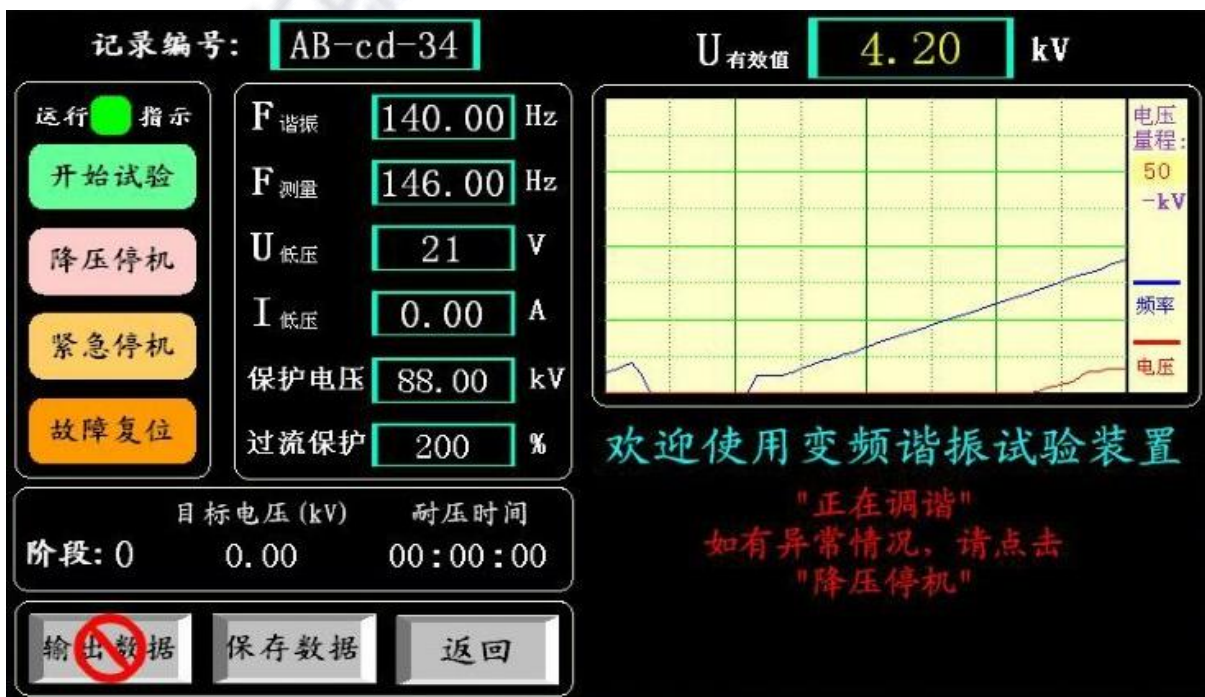 记录编号: AB-cd-34
U有效值 4.20 kV
运行 指示
开始试验
降压停机
紧急停机
故障复位
F谐振 140.00 Hz
F测量 146.00 Hz
U低压 21 V
I低压 0.00 A
保护电压 88.00 kV
过流保护 200 %
电压
量程:
50
-kV
频率
电压
欢迎使用变频谐振试验装置
"正在调谐"
如有异常情况，请点击
"降压停机"
目标电压(kV) 耐压时间
阶段: 0 0.00 00:00:00
输出数据 保存数据 返回